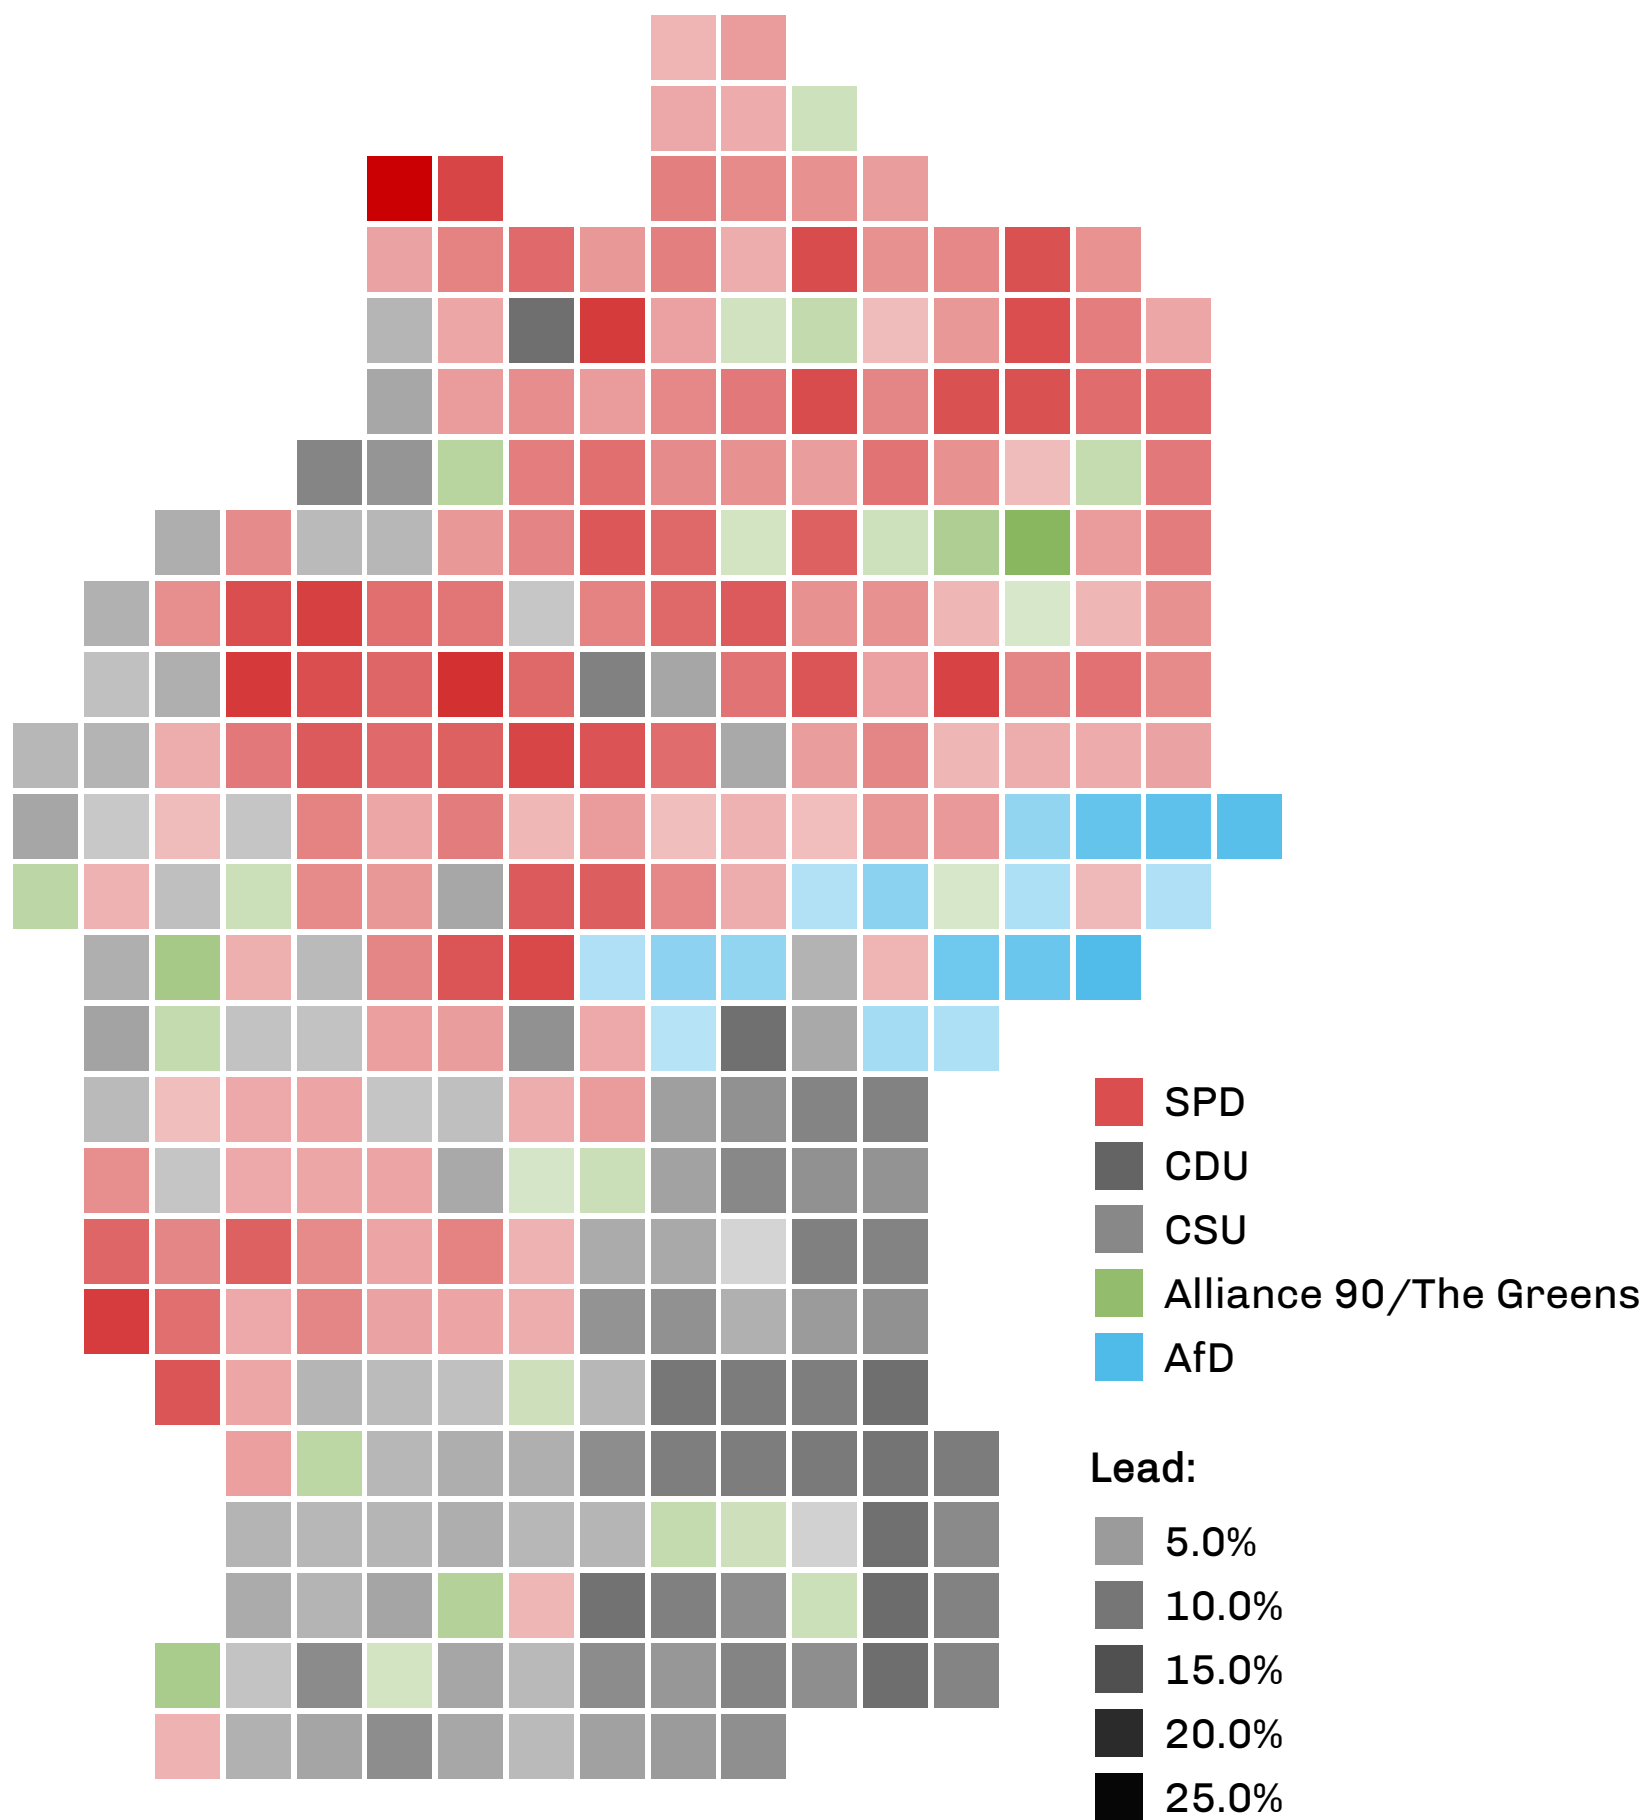 SPD
CDU
CSU
Alliance 90/The Greens
AfD
Lead:
5.0%
10.0%
15.0%
20.0%
25.0%